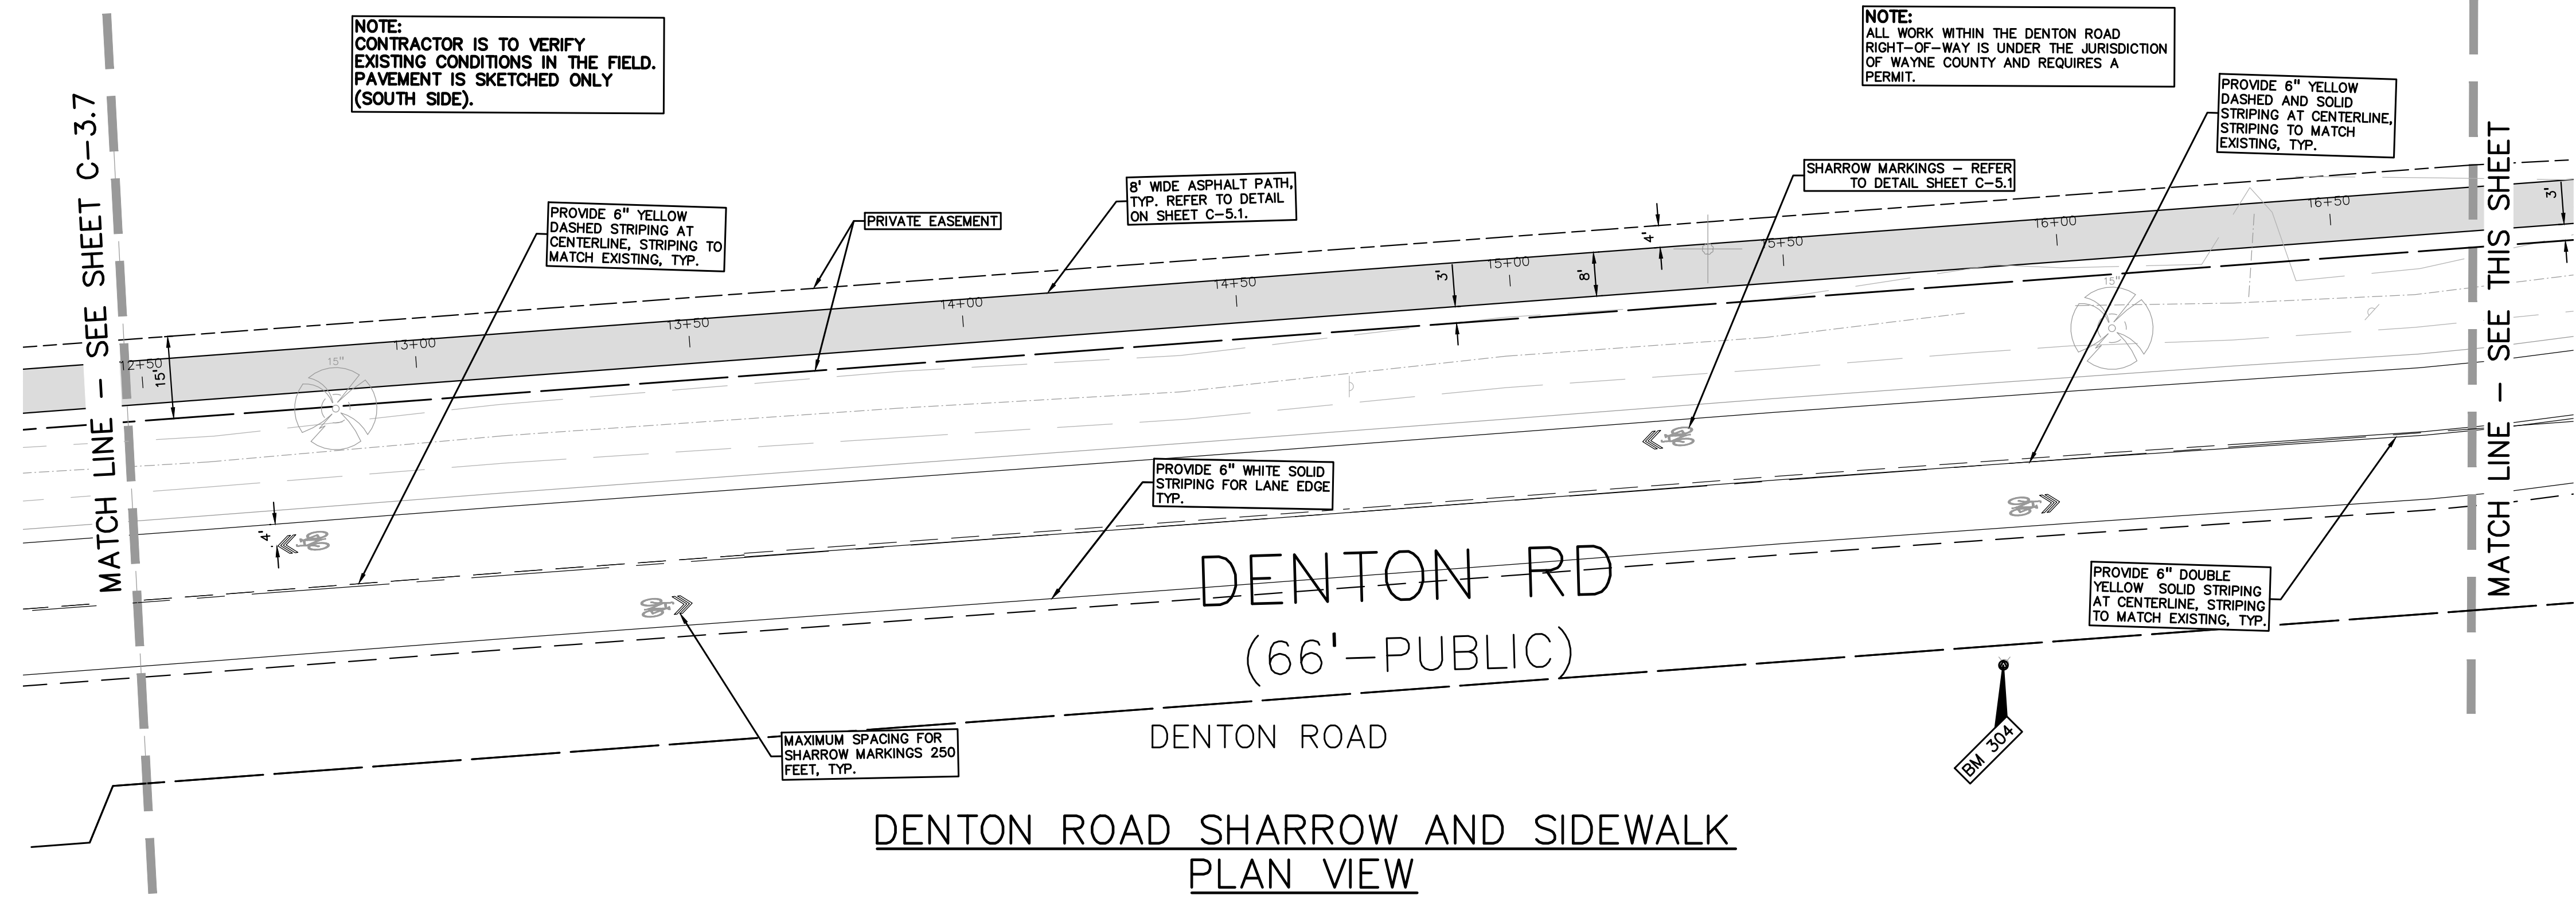 NOTE:
CONTRACTOR IS TO VERIFY
EXISTING CONDITIONS IN THE FIELD.
PAVEMENT IS SKETCHED ONLY
(SOUTH SIDE).
NOTE:
ALL WORK WITHIN THE DENTON ROAD
RIGHT-OF-WAY IS UNDER THE JURISDICTION
OF WAYNE COUNTY AND REQUIRES A
PERMIT.
MATCH LINE - SEE SHEET C-3.7
PROVIDE 6" YELLOW
DASHED STRIPING AT
CENTERLINE, STRIPING TO
MATCH EXISTING, TYP.
PRIVATE EASEMENT
8' WIDE ASPHALT PATH,
TYP. REFER TO DETAIL
ON SHEET C-5.1.
SHARROW MARKINGS - REFER
TO DETAIL SHEET C-5.1
PROVIDE 6" YELLOW
DASHED AND SOLID
STRIPING AT CENTERLINE,
STRIPING TO MATCH
EXISTING, TYP.
MATCH LINE - SEE THIS SHEET
12+50
13+00
13+50
14+00
14+50
15+00
15+50
16+00
16+50
15'
15"
3'
8'
4'
15"
3'
4'
PROVIDE 6" WHITE SOLID
STRIPING FOR LANE EDGE
TYP.
DENTON RD
(66'-PUBLIC)
DENTON ROAD
MAXIMUM SPACING FOR
SHARROW MARKINGS 250
FEET, TYP.
PROVIDE 6" DOUBLE
YELLOW SOLID STRIPING
AT CENTERLINE, STRIPING
TO MATCH EXISTING, TYP.
BM 304
DENTON ROAD SHARROW AND SIDEWALK
PLAN VIEW